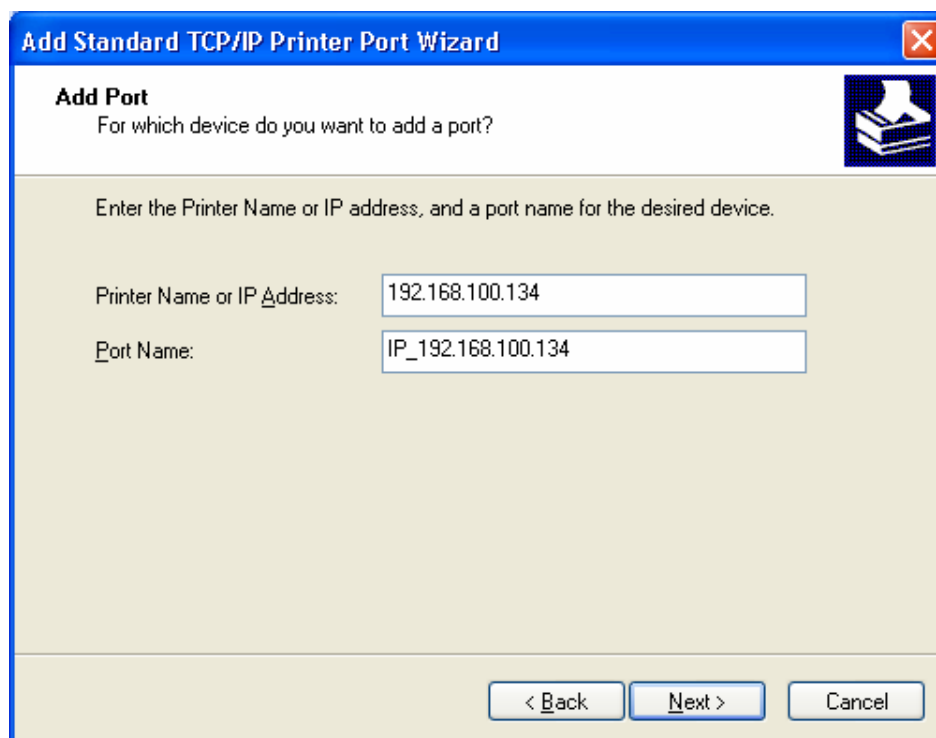 Add Standard TCP/IP Printer Port Wizard
Add Port
For which device do you want to add a port?
Enter the Printer Name or IP address, and a port name for the desired device.
Printer Name or IP Address: 192.168.100.134
Port Name: IP_192.168.100.134
< Back Next > Cancel